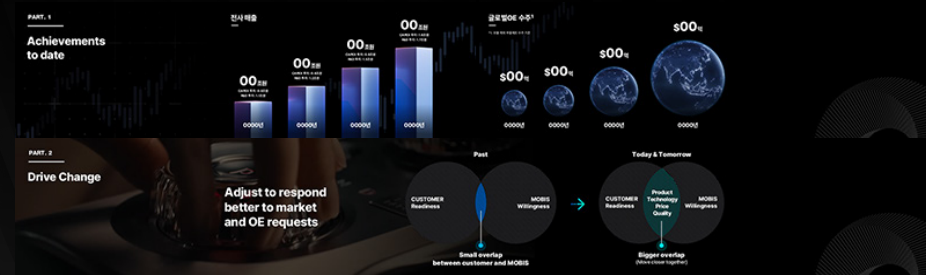 PART. 1
Achievements
to date
전사 매출
00조원
0000년
00조원
0000년
00조원
0000년
00조원
0000년
글로벌OE 수주¹
$00억
0000년
$00억
0000년
$00억
0000년
$00억
0000년
PART. 2
Drive Change
Adjust to respond
better to market
and OE requests
Past
CUSTOMER
Readiness
MOBIS
Willingness
Small overlap
between customer and MOBIS
Today & Tomorrow
CUSTOMER
Readiness
Product
Technology
Price
Quality
MOBIS
Willingness
Bigger overlap
(Move closer together)